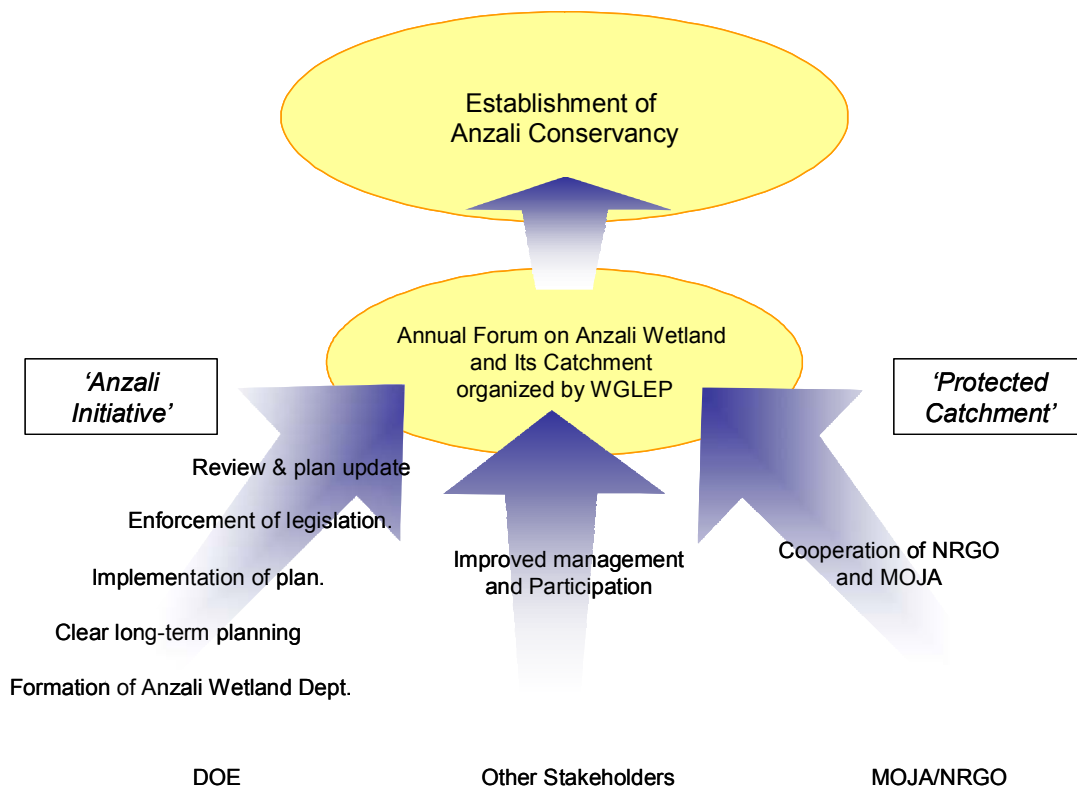 Establishment of
Anzali Conservancy
Annual Forum on Anzali Wetland
and Its Catchment
organized by WGLEP
‘Anzali
Initiative’
‘Protected
Catchment’
Review & plan update
Enforcement of legislation.
Implementation of plan.
Clear long-term planning
Formation of Anzali Wetland Dept.
Improved management
and Participation
Cooperation of NRGO
and MOJA
DOE
Other Stakeholders
MOJA/NRGO